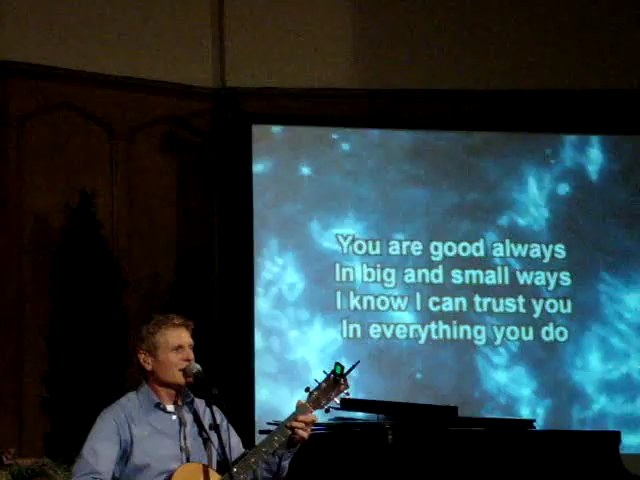 You are good always
In big and small ways
I know I can trust you
In everything you do